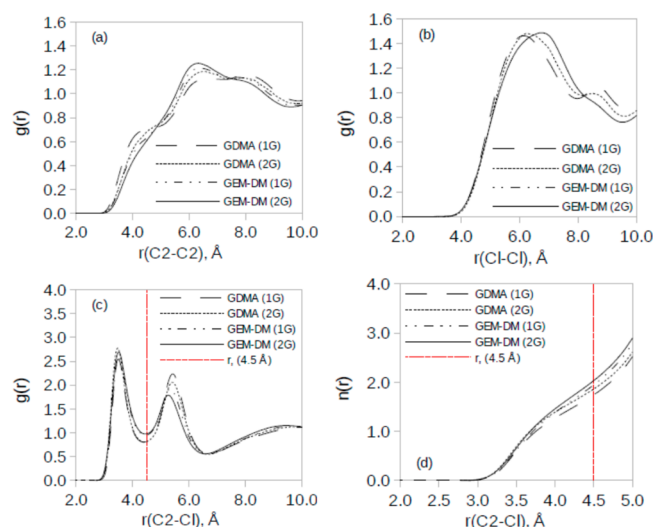 (a)
g(r)
1.6
1.4
1.2
1.0
0.8
0.6
0.4
0.2
0.0
GDMA (1G)
GDMA (2G)
GEM-DM (1G)
GEM-DM (2G)
2.0 4.0 6.0 8.0 10.0
r(C2-C2), Å
(b)
g(r)
1.6
1.4
1.2
1.0
0.8
0.6
0.4
0.2
0.0
GDMA (1G)
GDMA (2G)
GEM-DM (1G)
GEM-DM (2G)
2.0 4.0 6.0 8.0 10.0
r(Cl-Cl), Å
(c)
g(r)
4.0
3.5
3.0
2.5
2.0
1.5
1.0
0.5
0.0
GDMA (1G)
GDMA (2G)
GEM-DM (1G)
GEM-DM (2G)
r, (4.5 Å)
2.0 4.0 6.0 8.0 10.0
r(C2-Cl), Å
n(r)
4.0
3.0
2.0
1.0
0.0
GDMA (1G)
GDMA (2G)
GEM-DM (1G)
GEM-DM (2G)
r, (4.5 Å)
(d)
2.0 2.5 3.0 3.5 4.0 4.5 5.0
r(C2-Cl), Å